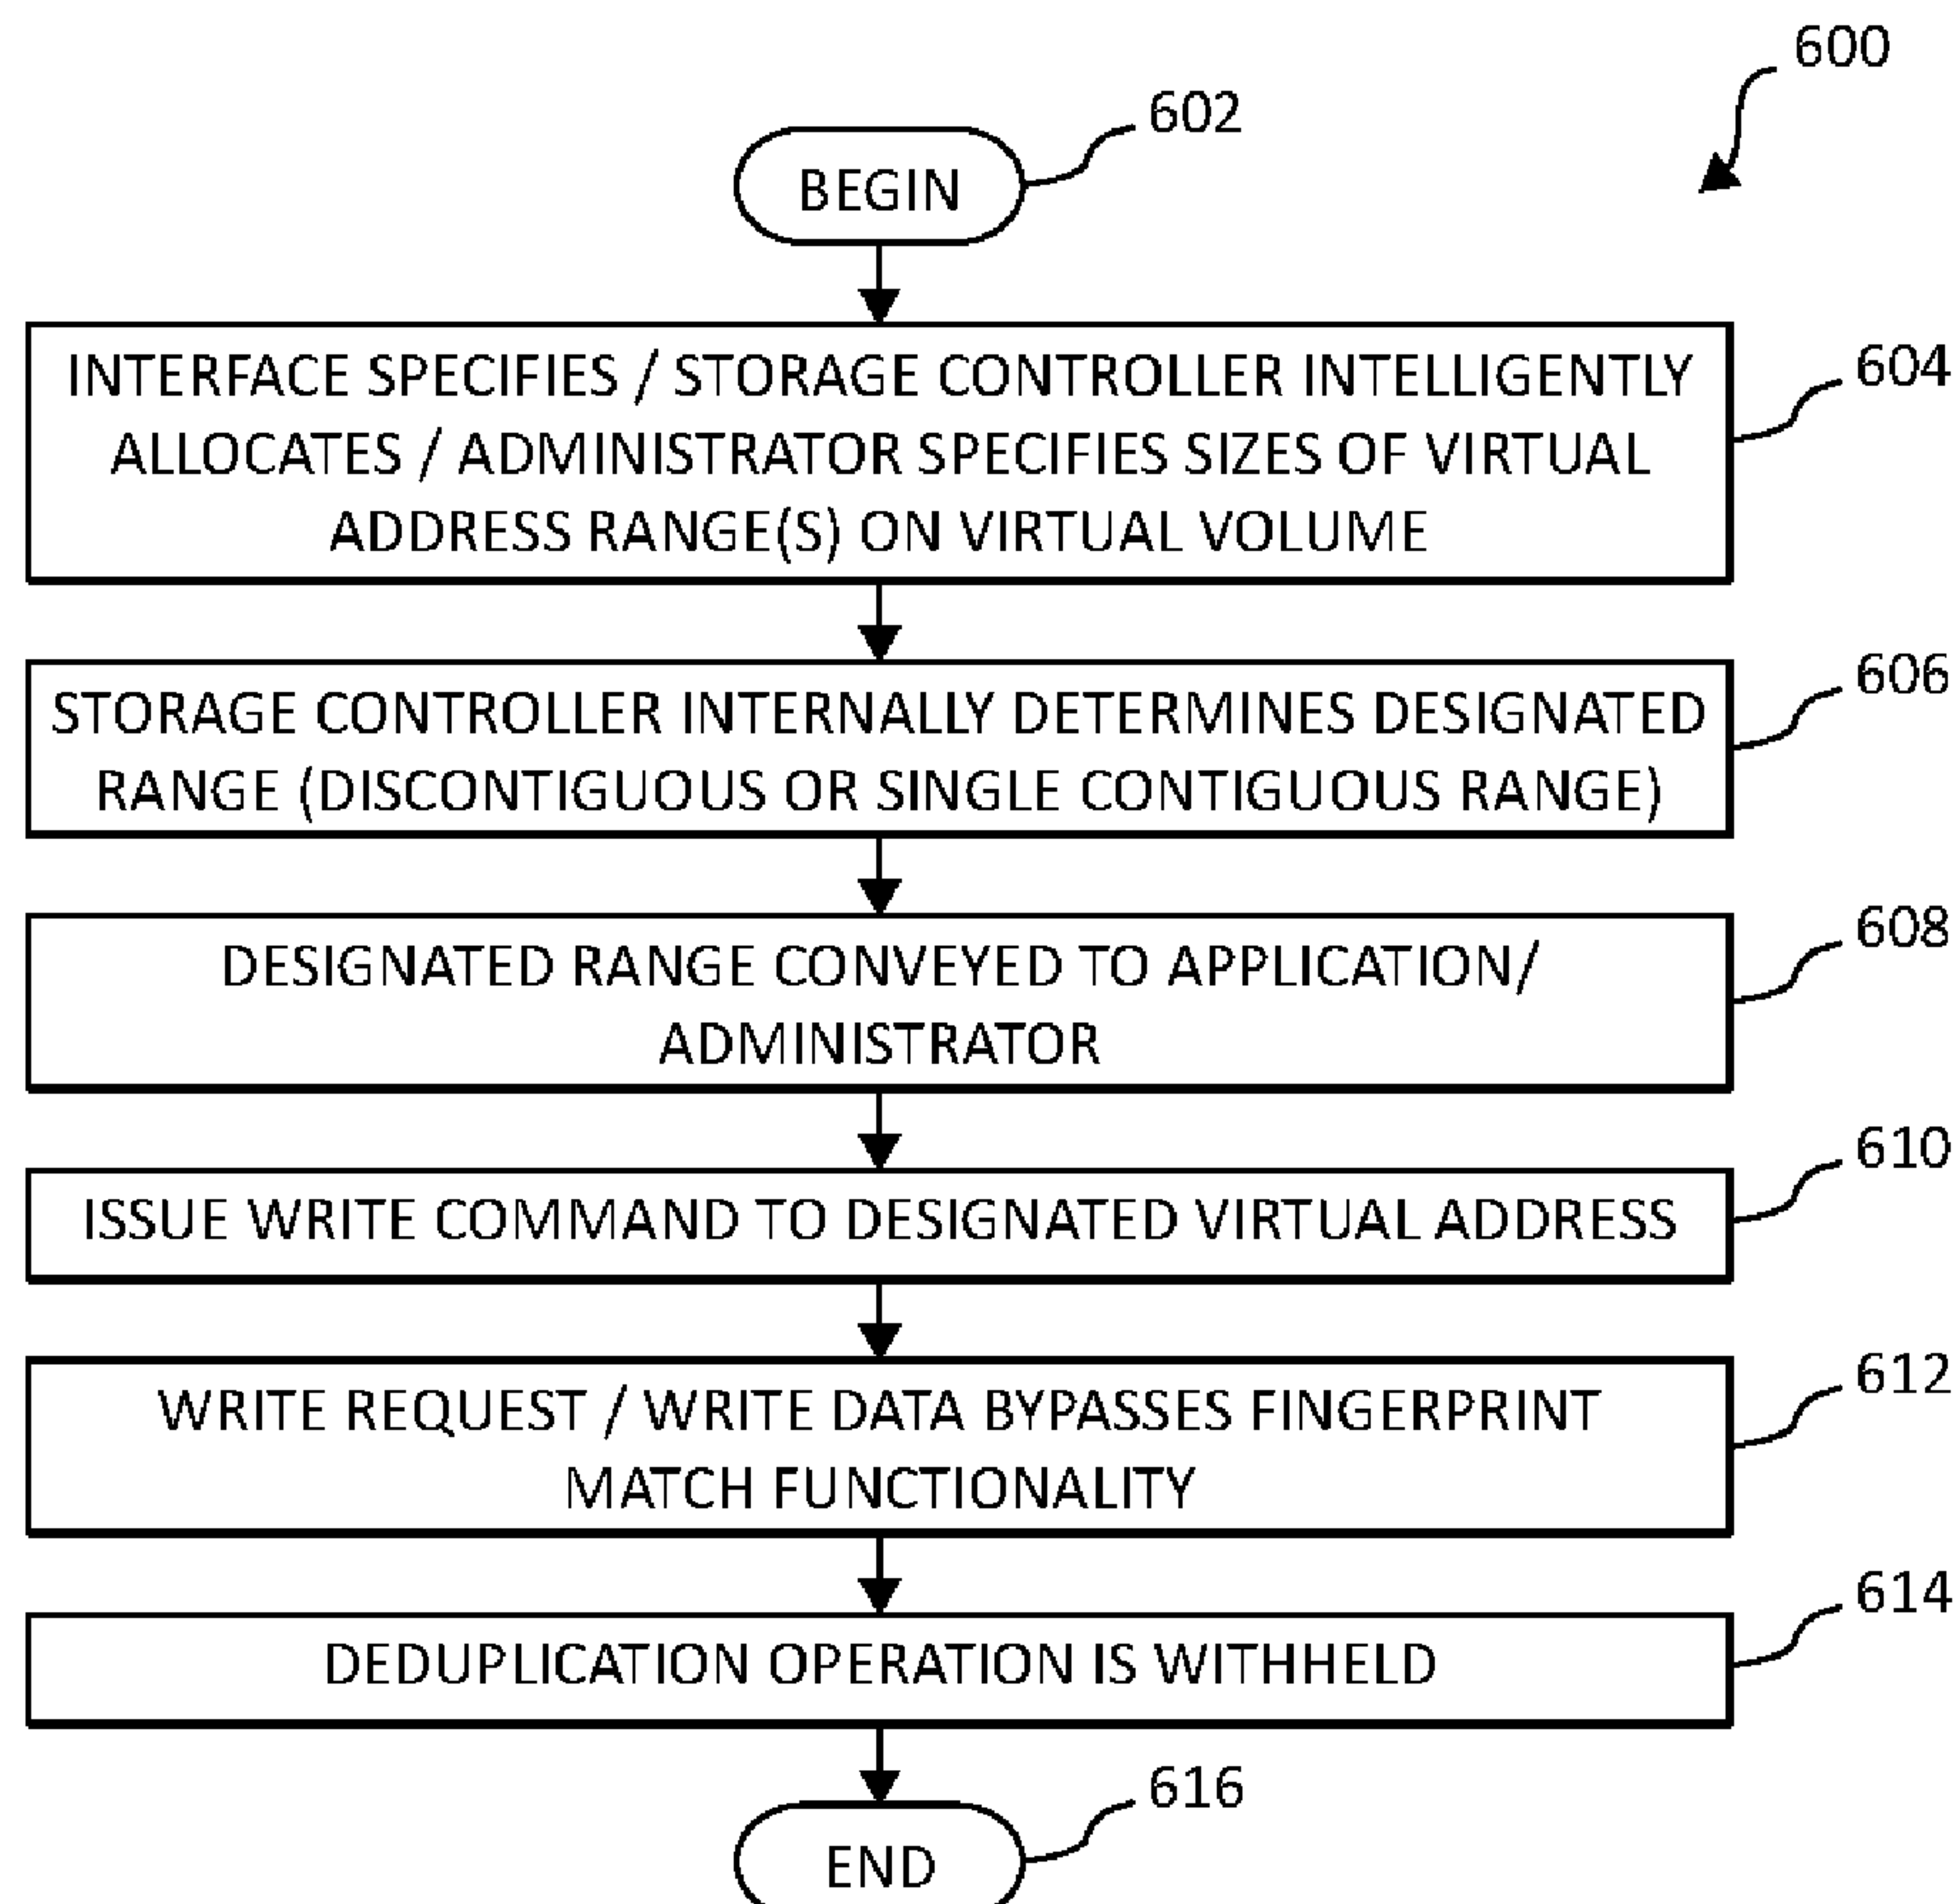 600
602
BEGIN
INTERFACE SPECIFIES / STORAGE CONTROLLER INTELLIGENTLY
ALLOCATES / ADMINISTRATOR SPECIFIES SIZES OF VIRTUAL
ADDRESS RANGE(S) ON VIRTUAL VOLUME
604
STORAGE CONTROLLER INTERNALLY DETERMINES DESIGNATED
RANGE (DISCONTIGUOUS OR SINGLE CONTIGUOUS RANGE)
606
DESIGNATED RANGE CONVEYED TO APPLICATION/
ADMINISTRATOR
608
ISSUE WRITE COMMAND TO DESIGNATED VIRTUAL ADDRESS
610
WRITE REQUEST / WRITE DATA BYPASSES FINGERPRINT
MATCH FUNCTIONALITY
612
DEDUPLICATION OPERATION IS WITHHELD
614
616
END